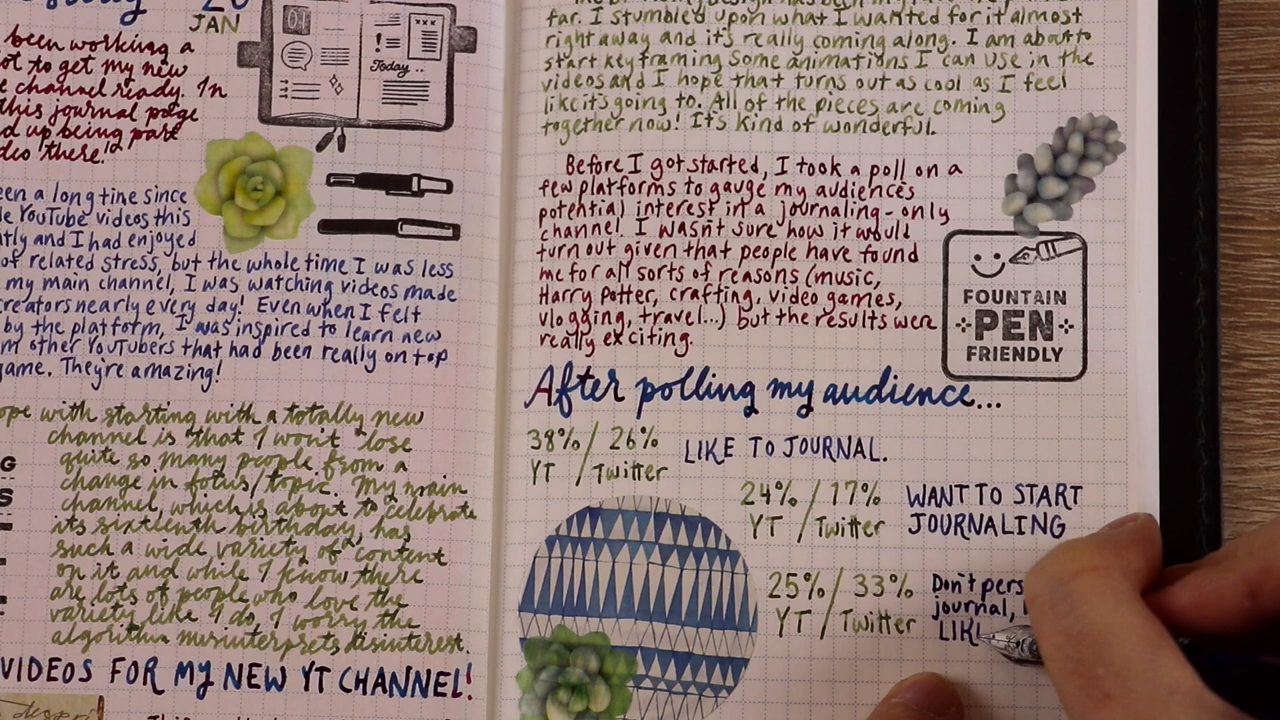 JAN
been working a
to get my new
channel ready. In
this journal page
up being part
there!
01
Today..
been a long time since
YouTube videos this
and I had enjoyed
of related stress, but the whole time I was less
my main channel, I was watching videos made
creators nearly every day! Even when I felt
by the platform, I was inspired to learn new
from other YouTubers that had been really on top
game. They're amazing!
with starting with a totally new
channel is that I won't "lose"
quite so many people from a
change in focus/topic. My main
channel, which is about to celebrate
its sixteenth birthday, has
such a wide variety of content
on it and while I know there
are lots of people who love the
variety like I do, I worry the
algorithm misinterprets disinterest.
VIDEOS FOR MY NEW YT CHANNEL!
far. I stumbled upon what I wanted for it almost
right away and it's really coming along. I am about to
start keyframing some animations I can use in the
videos and I hope that turns out as cool as I feel
like it's going to. All of the pieces are coming
together now! It's kind of wonderful.
Before I got started, I took a poll on a
few platforms to gauge my audience's
potential interest in a journaling-only
channel. I wasn't sure how it would
turn out given that people have found
me for all sorts of reasons (music,
Harry Potter, crafting, video games,
vlogging, travel...) but the results were
really exciting.
FOUNTAIN
PEN
FRIENDLY
After polling my audience...
38% / 26% LIKE TO JOURNAL.
YT / Twitter
24% / 17% WANT TO START
YT / Twitter JOURNALING
25% / 33% Don't pers
YT / Twitter journal,
LIK